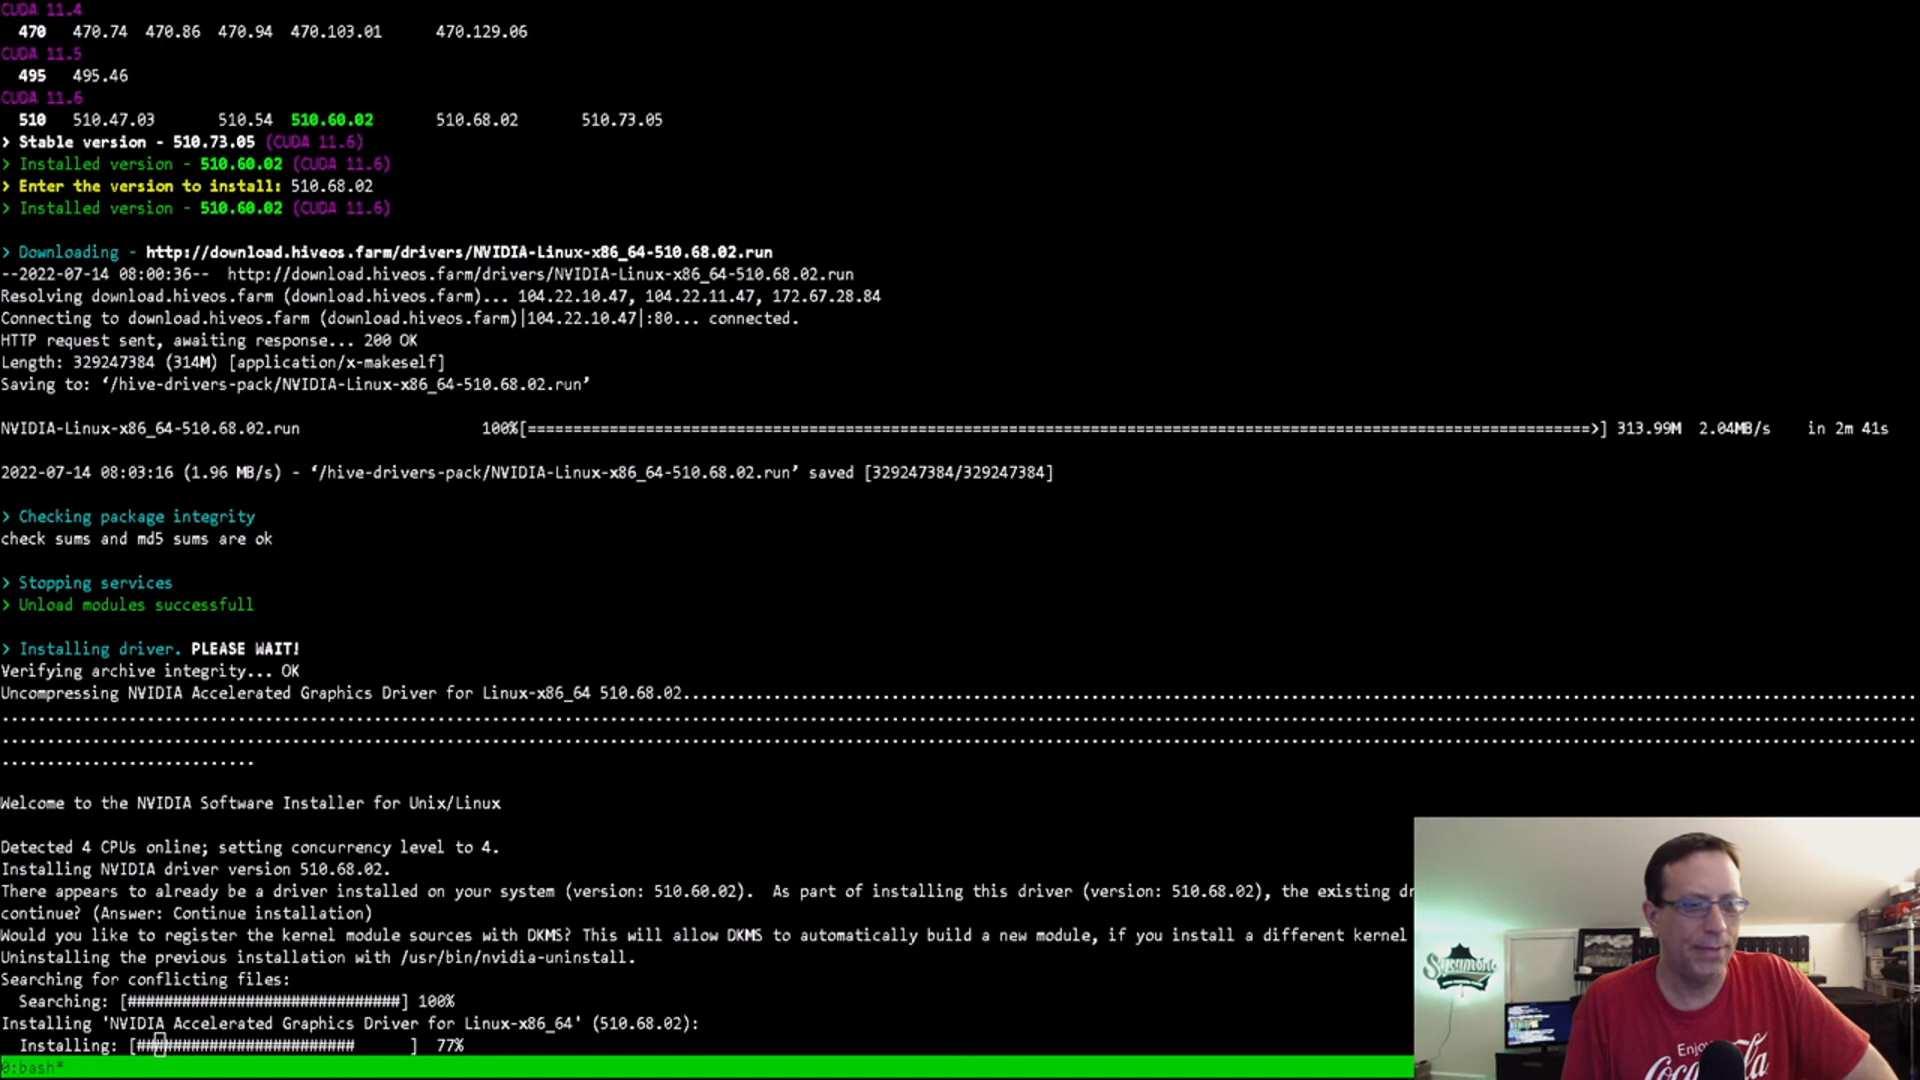 CUDA 11.4
470 470.74 470.86 470.94 470.103.01 470.129.06
CUDA 11.5
495 495.46
CUDA 11.6
510 510.47.03 510.54 510.60.02 510.68.02 510.73.05
> Stable version - 510.73.05 (CUDA 11.6)
> Installed version - 510.60.02 (CUDA 11.6)
> Enter the version to install: 510.68.02
> Installed version - 510.60.02 (CUDA 11.6)
> Downloading - http://download.hiveos.farm/drivers/NVIDIA-Linux-x86_64-510.68.02.run
--2022-07-14 08:00:36-- http://download.hiveos.farm/drivers/NVIDIA-Linux-x86_64-510.68.02.run
Resolving download.hiveos.farm (download.hiveos.farm)... 104.22.10.47, 104.22.11.47, 172.67.28.84
Connecting to download.hiveos.farm (download.hiveos.farm)|104.22.10.47|:80... connected.
HTTP request sent, awaiting response... 200 OK
Length: 329247384 (314M) [application/x-makeself]
Saving to: ‘/hive-drivers-pack/NVIDIA-Linux-x86_64-510.68.02.run’
NVIDIA-Linux-x86_64-510.68.02.run 100%[=====================================================================================================================>] 313.99M 2.04MB/s in 2m 41s
2022-07-14 08:03:16 (1.96 MB/s) - ‘/hive-drivers-pack/NVIDIA-Linux-x86_64-510.68.02.run’ saved [329247384/329247384]
> Checking package integrity
check sums and md5 sums are ok
> Stopping services
> Unload modules successfull
> Installing driver. PLEASE WAIT!
Verifying archive integrity... OK
Uncompressing NVIDIA Accelerated Graphics Driver for Linux-x86_64 510.68.02...............
Welcome to the NVIDIA Software Installer for Unix/Linux
Detected 4 CPUs online; setting concurrency level to 4.
Installing NVIDIA driver version 510.68.02.
There appears to already be a driver installed on your system (version: 510.60.02). As part of installing this driver (version: 510.68.02), the existing dr
continue? (Answer: Continue installation)
Would you like to register the kernel module sources with DKMS? This will allow DKMS to automatically build a new module, if you install a different kernel
Uninstalling the previous installation with /usr/bin/nvidia-uninstall.
Searching for conflicting files:
Searching: [##############################] 100%
Installing 'NVIDIA Accelerated Graphics Driver for Linux-x86_64' (510.68.02):
Installing: [######################## ] 77%
0:bash*
Enjoy
Coca-Cola